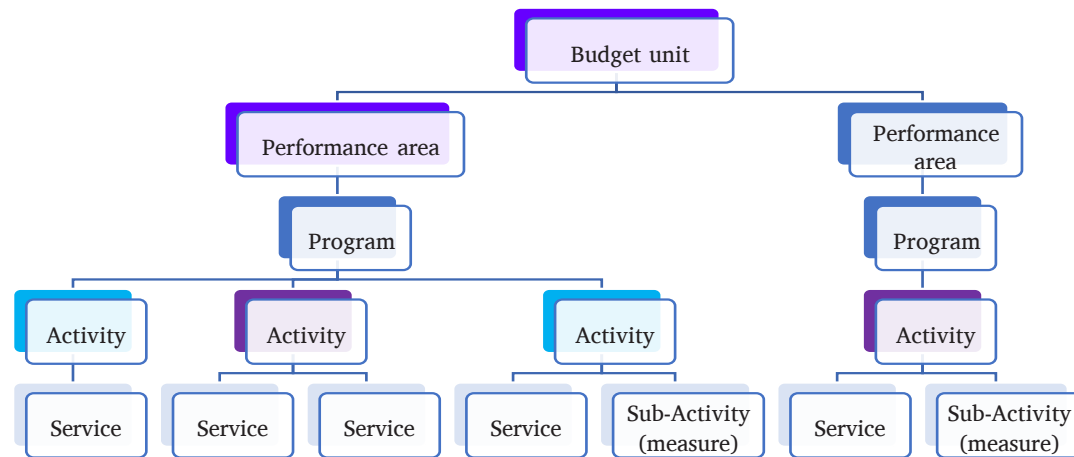 Budget unit
Performance area
Performance
area
Program
Program
Activity
Activity
Activity
Activity
Service
Service
Service
Service
Sub-Activity
(measure)
Service
Sub-Activity
(measure)